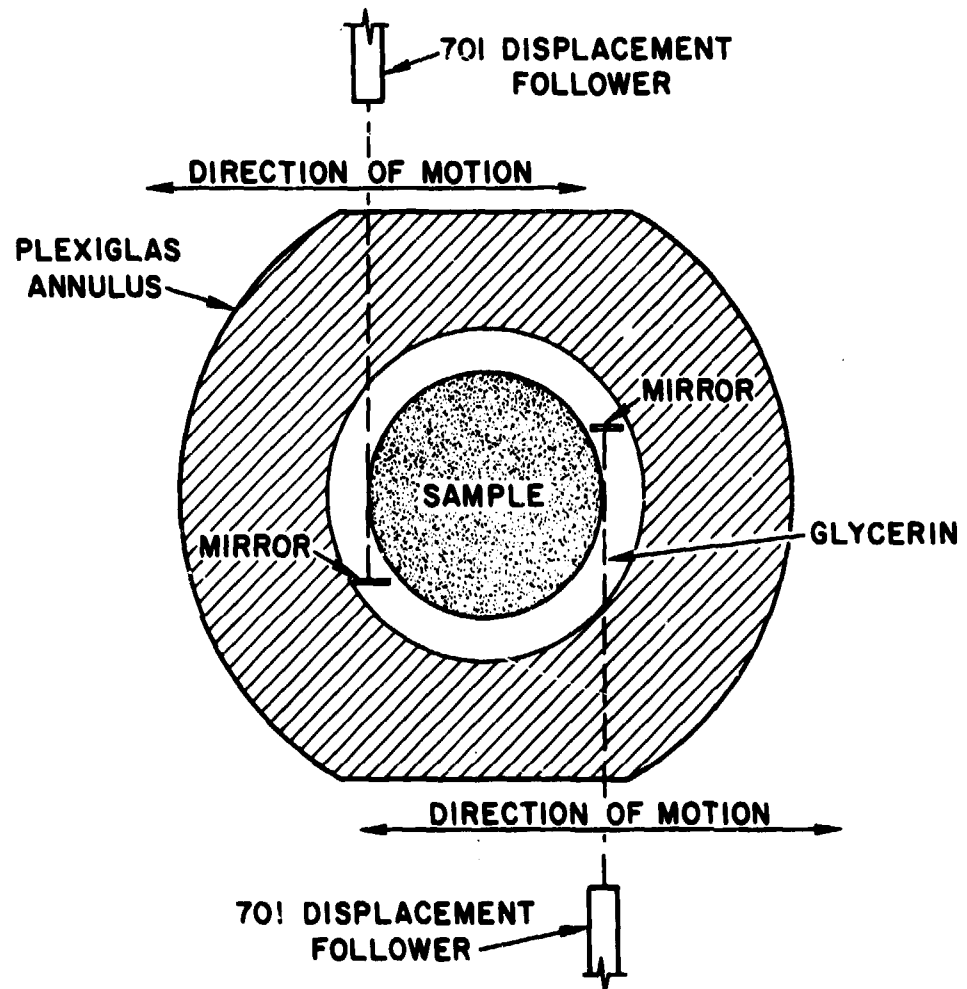 701 DISPLACEMENT
FOLLOWER
DIRECTION OF MOTION
PLEXIGLAS
ANNULUS
MIRROR
SAMPLE
GLYCERIN
MIRROR
DIRECTION OF MOTION
701 DISPLACEMENT
FOLLOWER